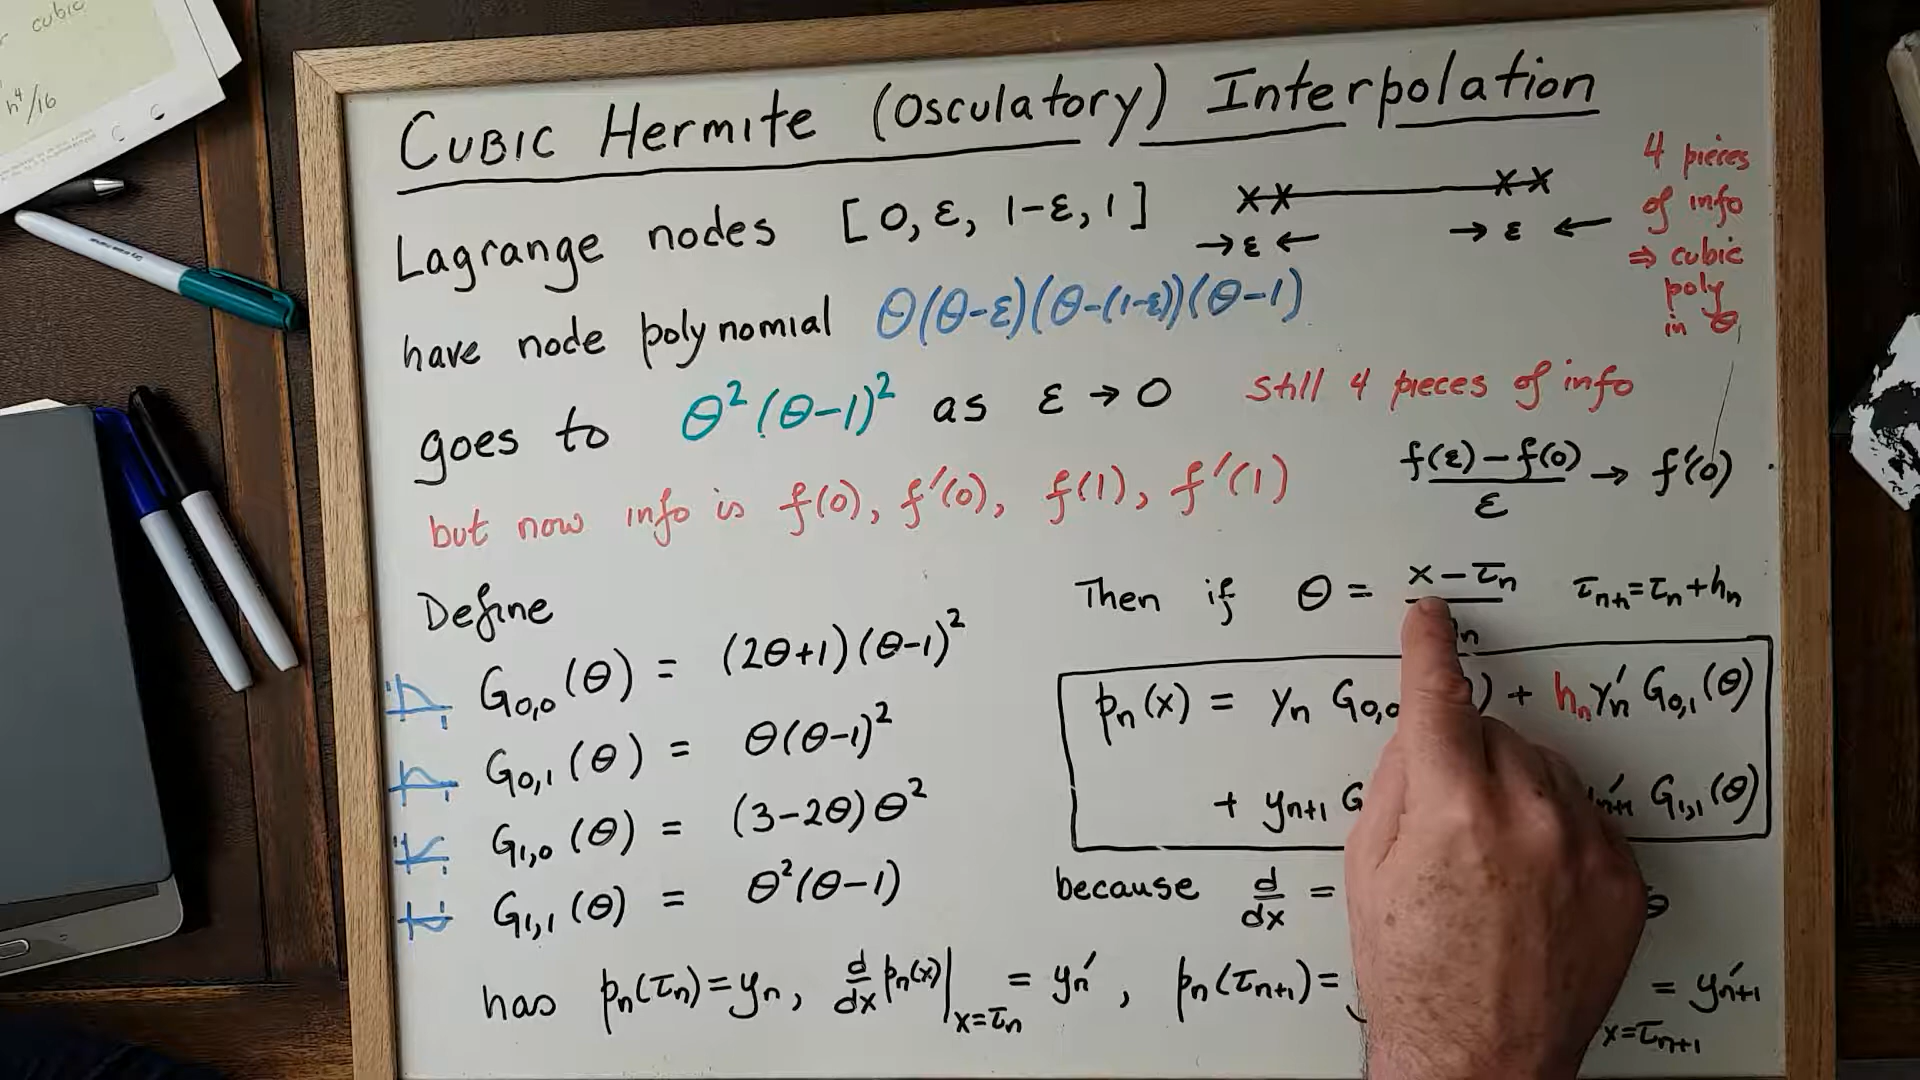 cubic
h⁴/16
CUBIC Hermite (Osculatory) Interpolation
Lagrange nodes [0, ε, 1-ε, 1]
→ ε ←
→ ε ←
4 pieces
of info
⇒ cubic
poly
in θ
have node polynomial θ(θ-ε)(θ-(1-ε))(θ-1)
goes to θ²(θ-1)² as ε → 0
still 4 pieces of info
but now info is f(0), f'(0), f(1), f'(1)
f(ε)-f(0)
ε
→ f'(0)
Define
G0,0(θ) = (2θ+1)(θ-1)²
G0,1(θ) = θ(θ-1)²
G1,0(θ) = (3-2θ)θ²
G1,1(θ) = θ²(θ-1)
Then if θ = x-τn
n
τn+n=τn+hn
pn(x) = yn G0,0 ) + hn y'n G0,1(θ)
+ yn+1 G 'n+1 G1,1(θ)
because d/dx =
has pn(τn)=yn, d/dx pn(x)|x=τn = yn', pn(τn+1)= = y'n+1
x=τn+1